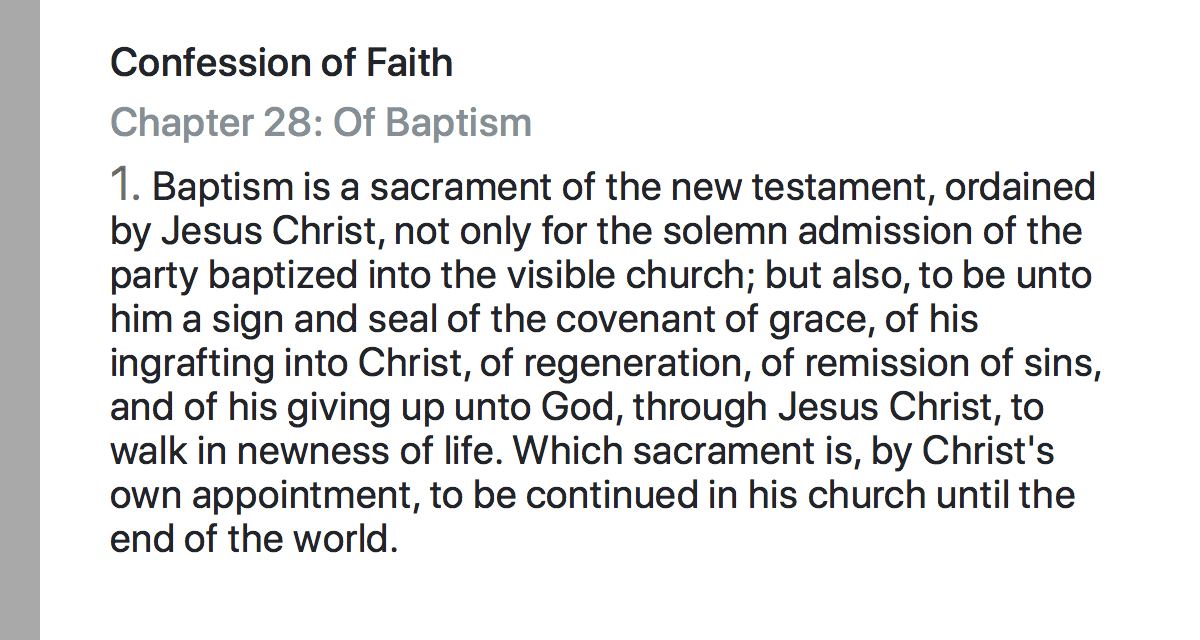 Confession of Faith
Chapter 28: Of Baptism
1. Baptism is a sacrament of the new testament, ordained
by Jesus Christ, not only for the solemn admission of the
party baptized into the visible church; but also, to be unto
him a sign and seal of the covenant of grace, of his
ingrafting into Christ, of regeneration, of remission of sins,
and of his giving up unto God, through Jesus Christ, to
walk in newness of life. Which sacrament is, by Christ's
own appointment, to be continued in his church until the
end of the world.